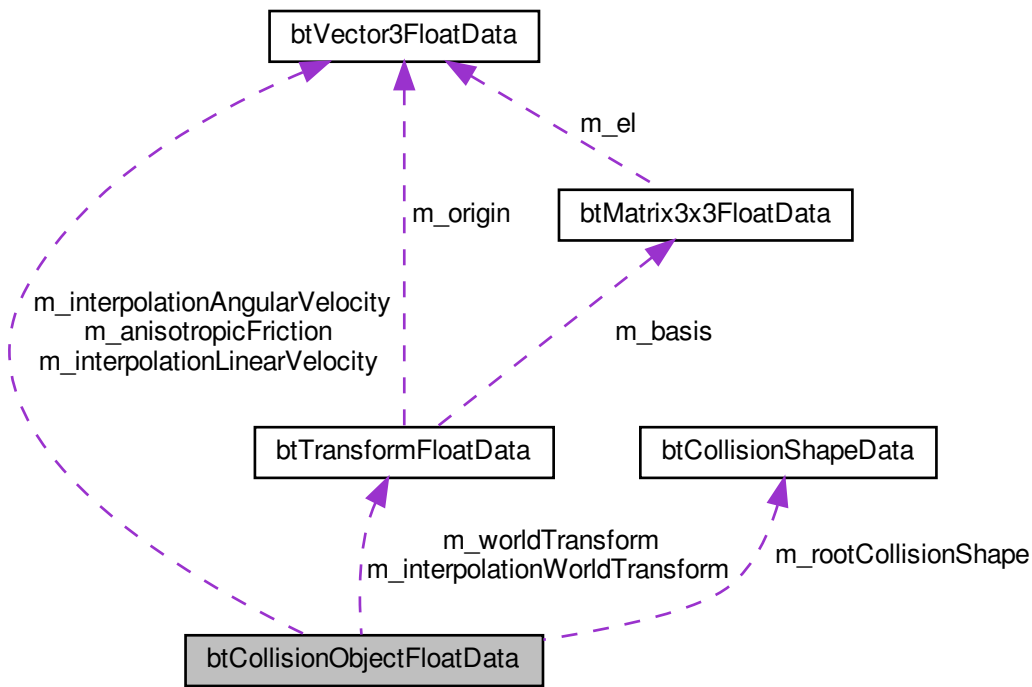 btVector3FloatData
m_el
btMatrix3x3FloatData
m_origin
m_interpolationAngularVelocity
m_anisotropicFriction
m_interpolationLinearVelocity
m_basis
btTransformFloatData
btCollisionShapeData
m_worldTransform
m_interpolationWorldTransform
m_rootCollisionShape
btCollisionObjectFloatData